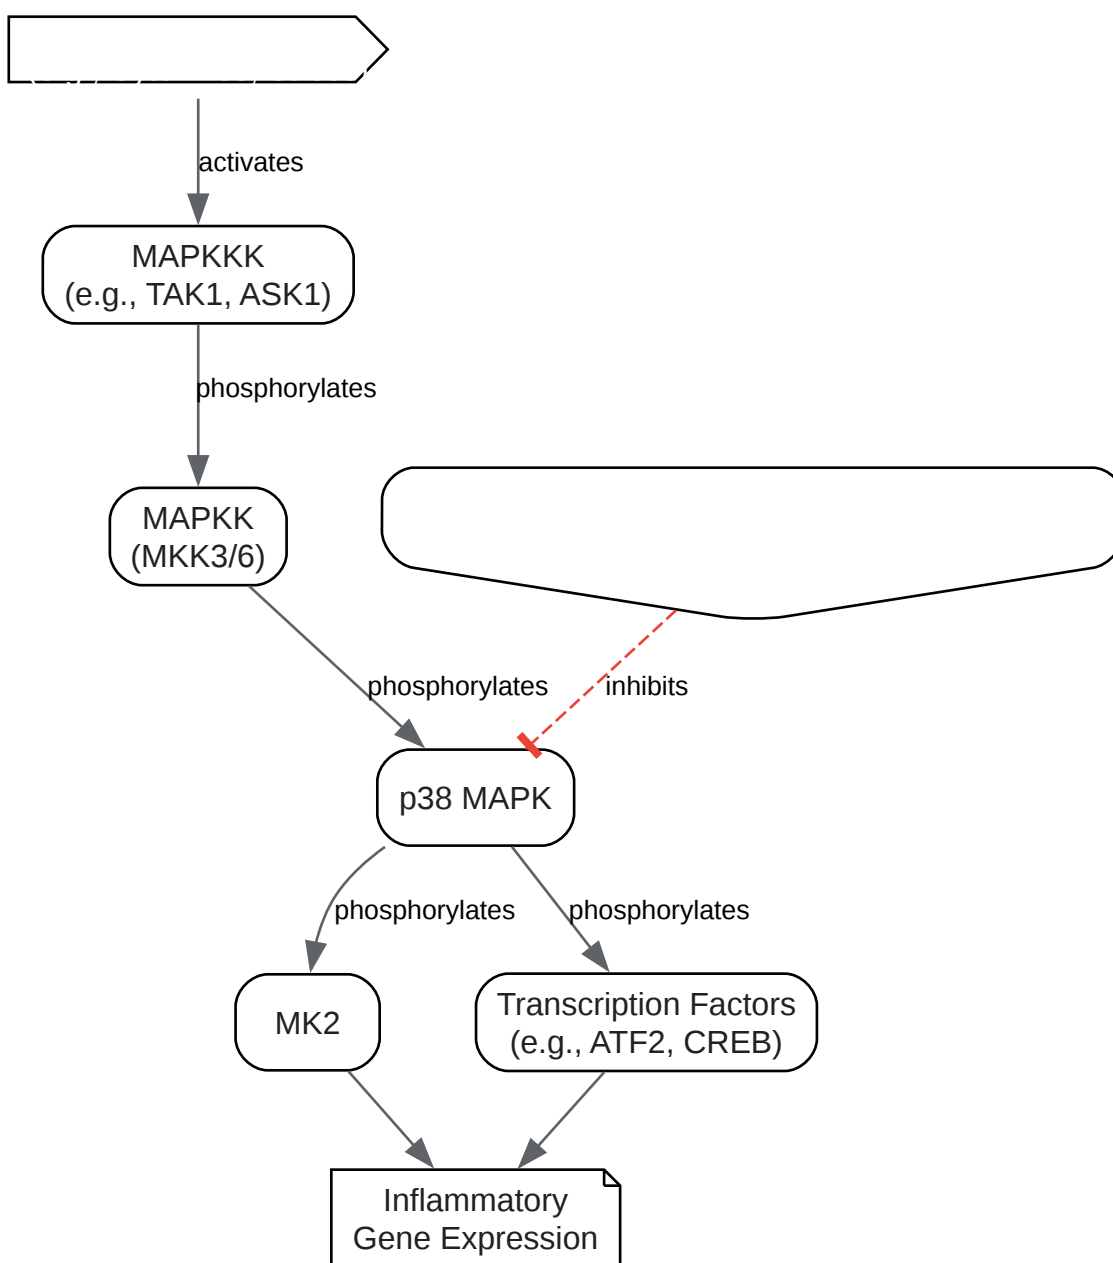 activates
MAPKKK
(e.g., TAK1, ASK1)
phosphorylates
MAPKK
(MKK3/6)
phosphorylates
inhibits
p38 MAPK
phosphorylates
phosphorylates
MK2
Transcription Factors
(e.g., ATF2, CREB)
Inflammatory
Gene Expression